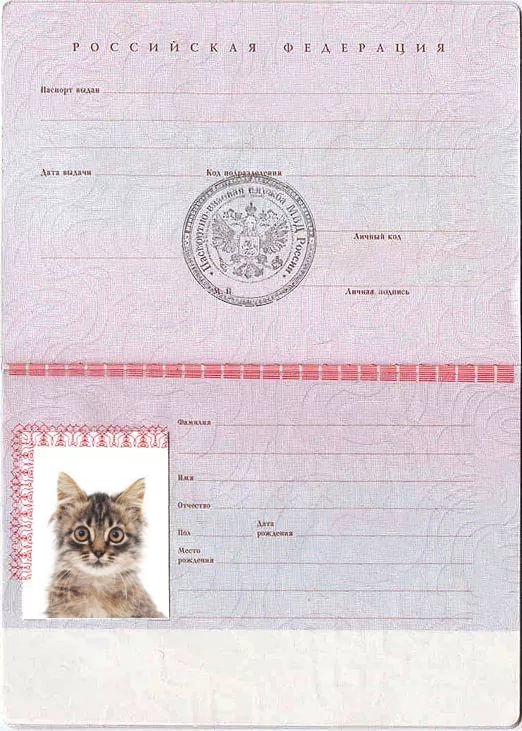 РОССИЙСКАЯ ФЕДЕРАЦИЯ
Паспорт выдан
Дата выдачи Код подразделения
Паспортно-визовая служба МВД России
Личный код
М. П. Личная подпись
Фамилия
Имя
Отчество
Пол Дата рождения
Место
рождения